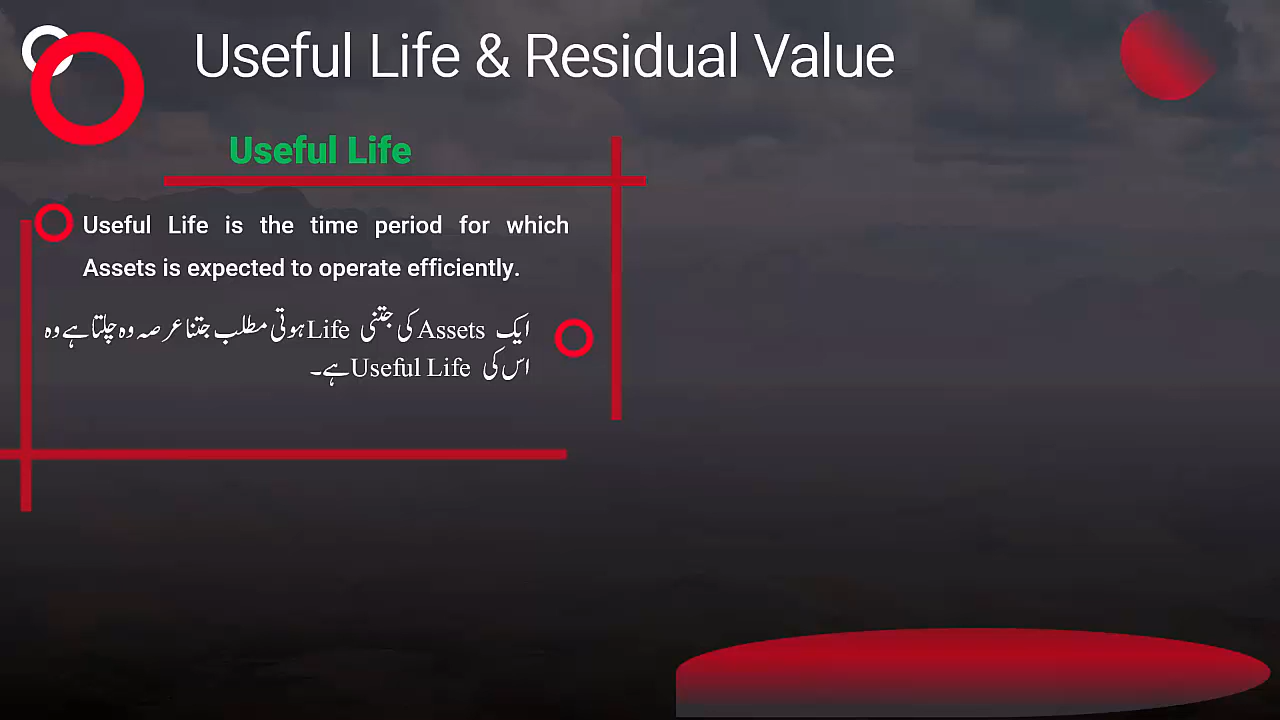 Useful Life & Residual Value
Useful Life
Useful Life is the time period for which
Assets is expected to operate efficiently.
ایک Assets کی جتنی Life ہوتی مطلب جتنا عرصہ وہ چلتا ہے وہ
اس کی Useful Life ہے۔